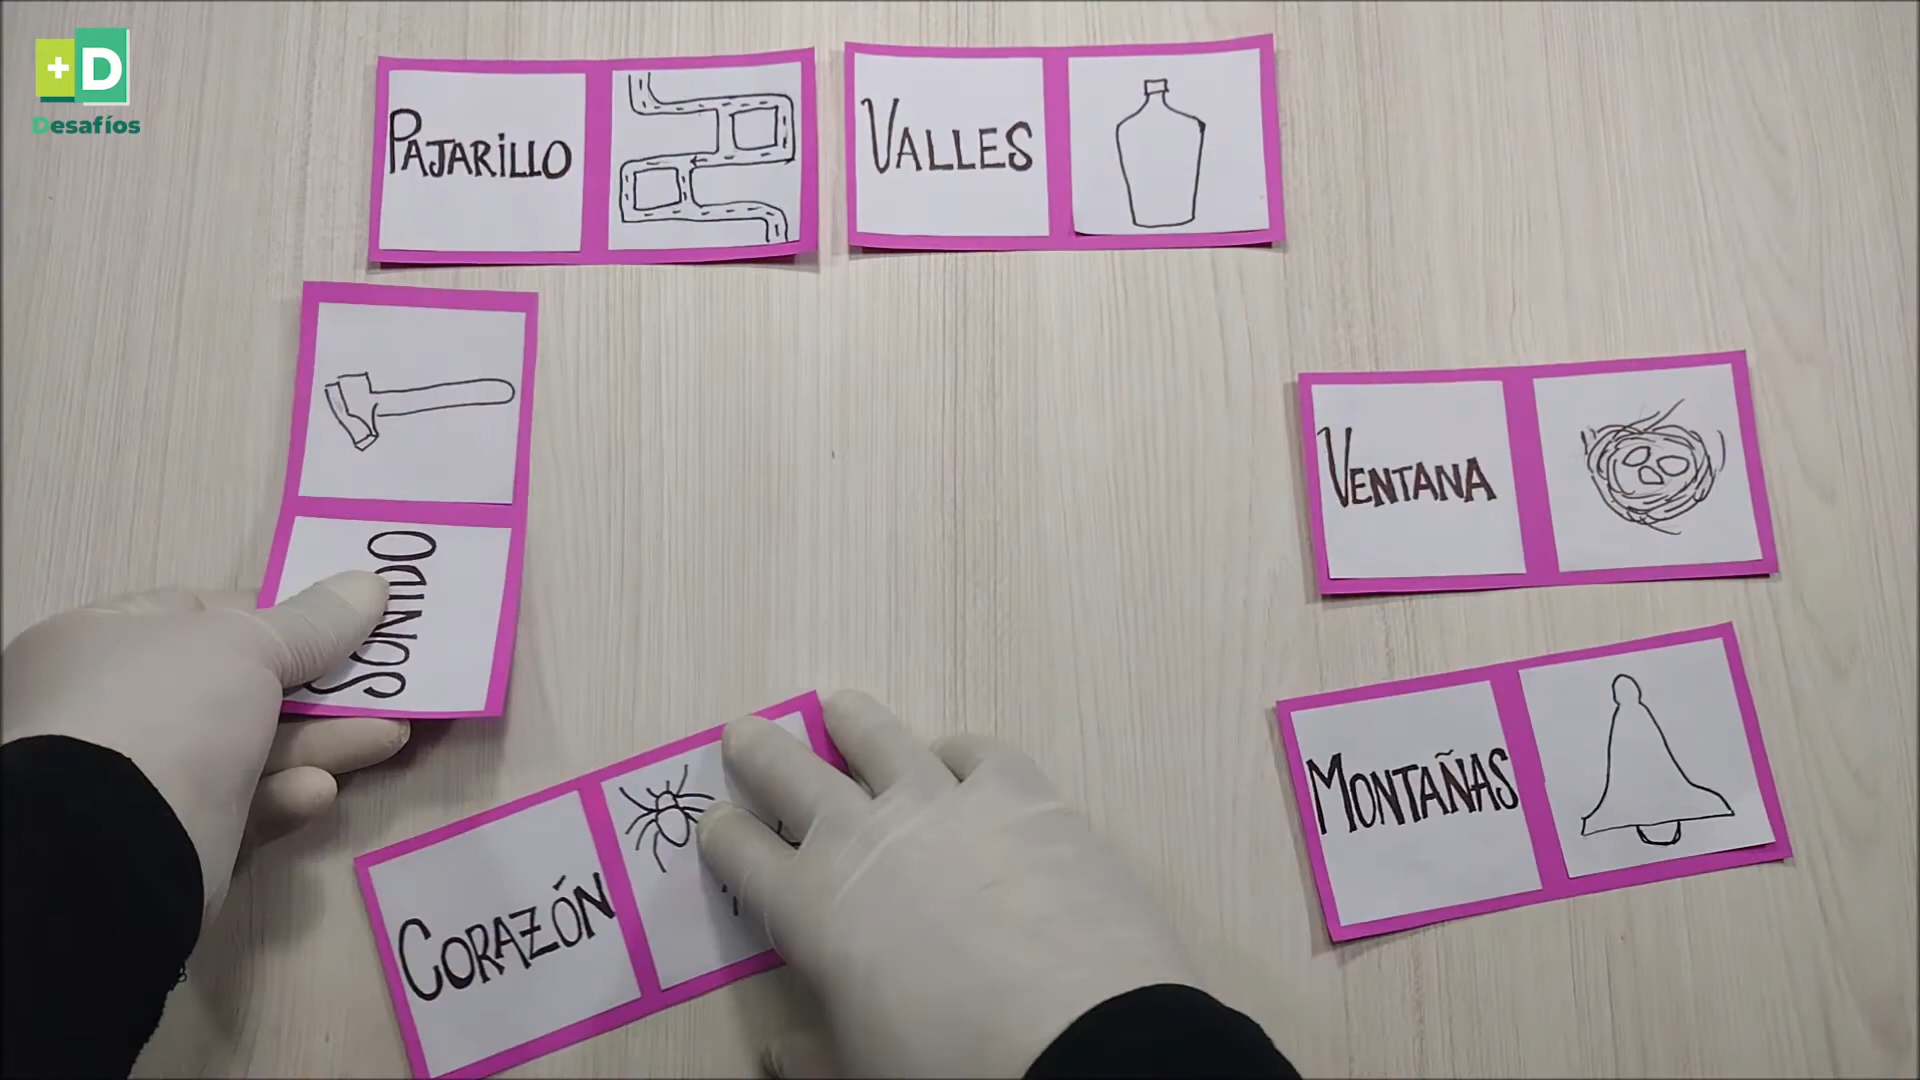 +D
Desafíos
PAJARILLO
VALLES
SONIDO
VENTANA
MONTAÑAS
CORAZÓN